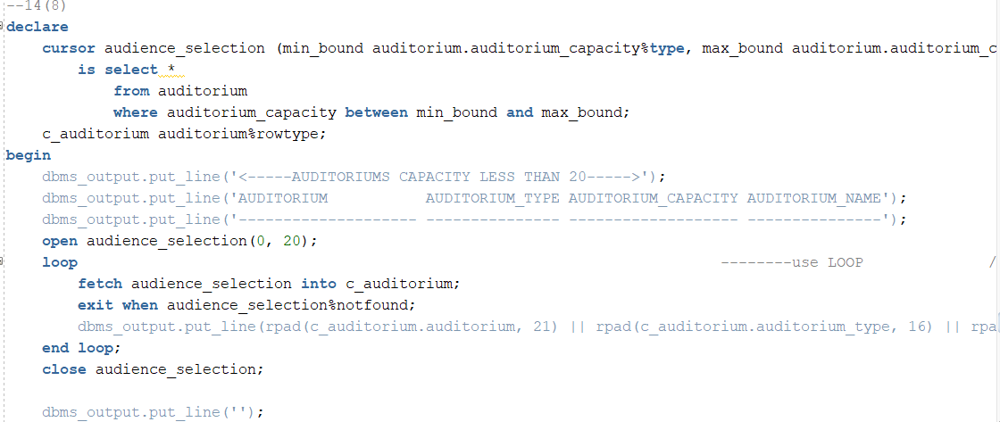 --14(8)
declare
    cursor audience_selection (min_bound auditorium.auditorium_capacity%type, max_bound auditorium.auditorium_c
        is select *
            from auditorium
            where auditorium_capacity between min_bound and max_bound;
    c_auditorium auditorium%rowtype;
begin
    dbms_output.put_line('<-----AUDITORIUMS CAPACITY LESS THAN 20----->');
    dbms_output.put_line('AUDITORIUM           AUDITORIUM_TYPE AUDITORIUM_CAPACITY AUDITORIUM_NAME');
    dbms_output.put_line('-------------------- --------------- ------------------- ---------------');
    open audience_selection(0, 20);
    loop                                                                        --------use LOOP              /
        fetch audience_selection into c_auditorium;
        exit when audience_selection%notfound;
        dbms_output.put_line(rpad(c_auditorium.auditorium, 21) || rpad(c_auditorium.auditorium_type, 16) || rpa
    end loop;
    close audience_selection;

    dbms_output.put_line('');